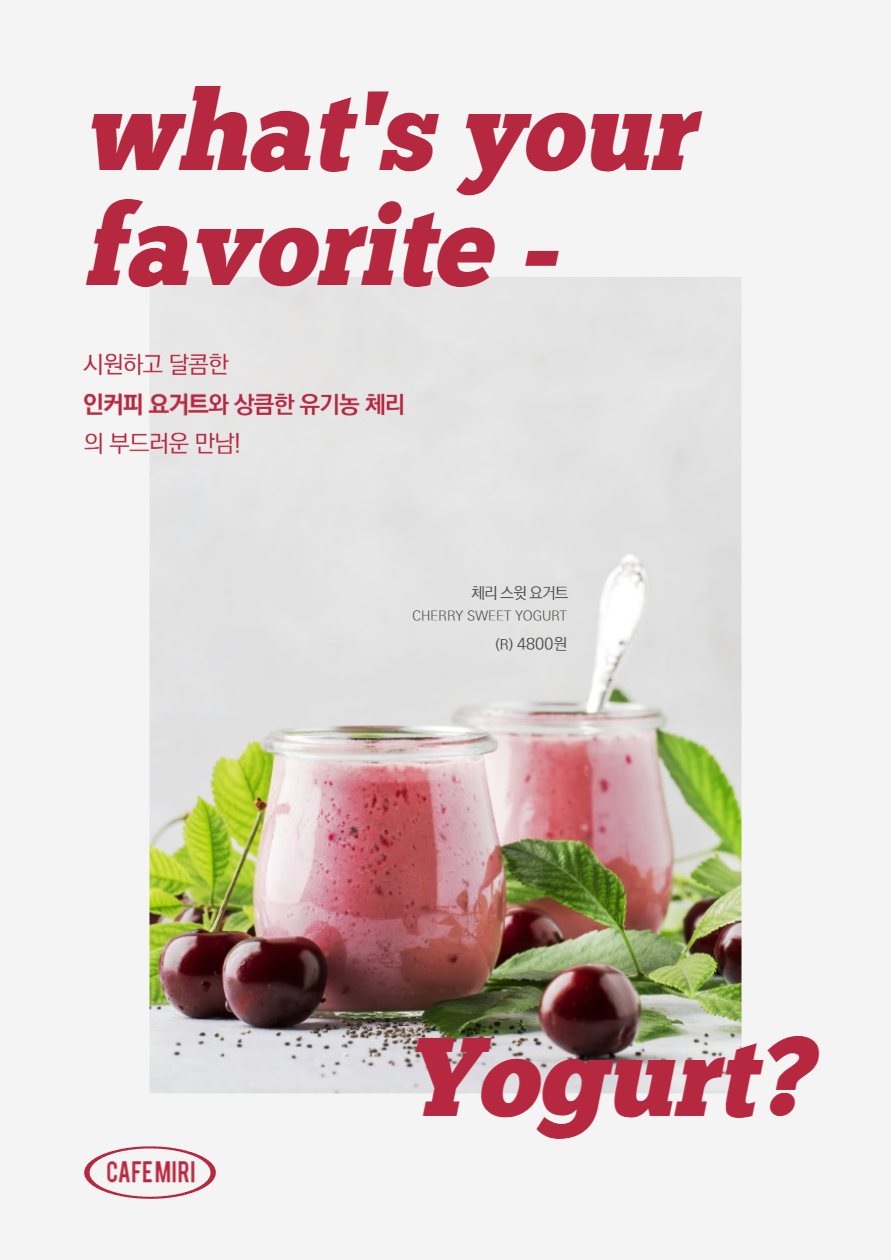 what's your
favorite -
시원하고 달콤한
인커피 요거트와 상큼한 유기농 체리
의 부드러운 만남!
체리 스윗 요거트
CHERRY SWEET YOGURT
(R) 4800원
Yogurt?
CAFE MIRI